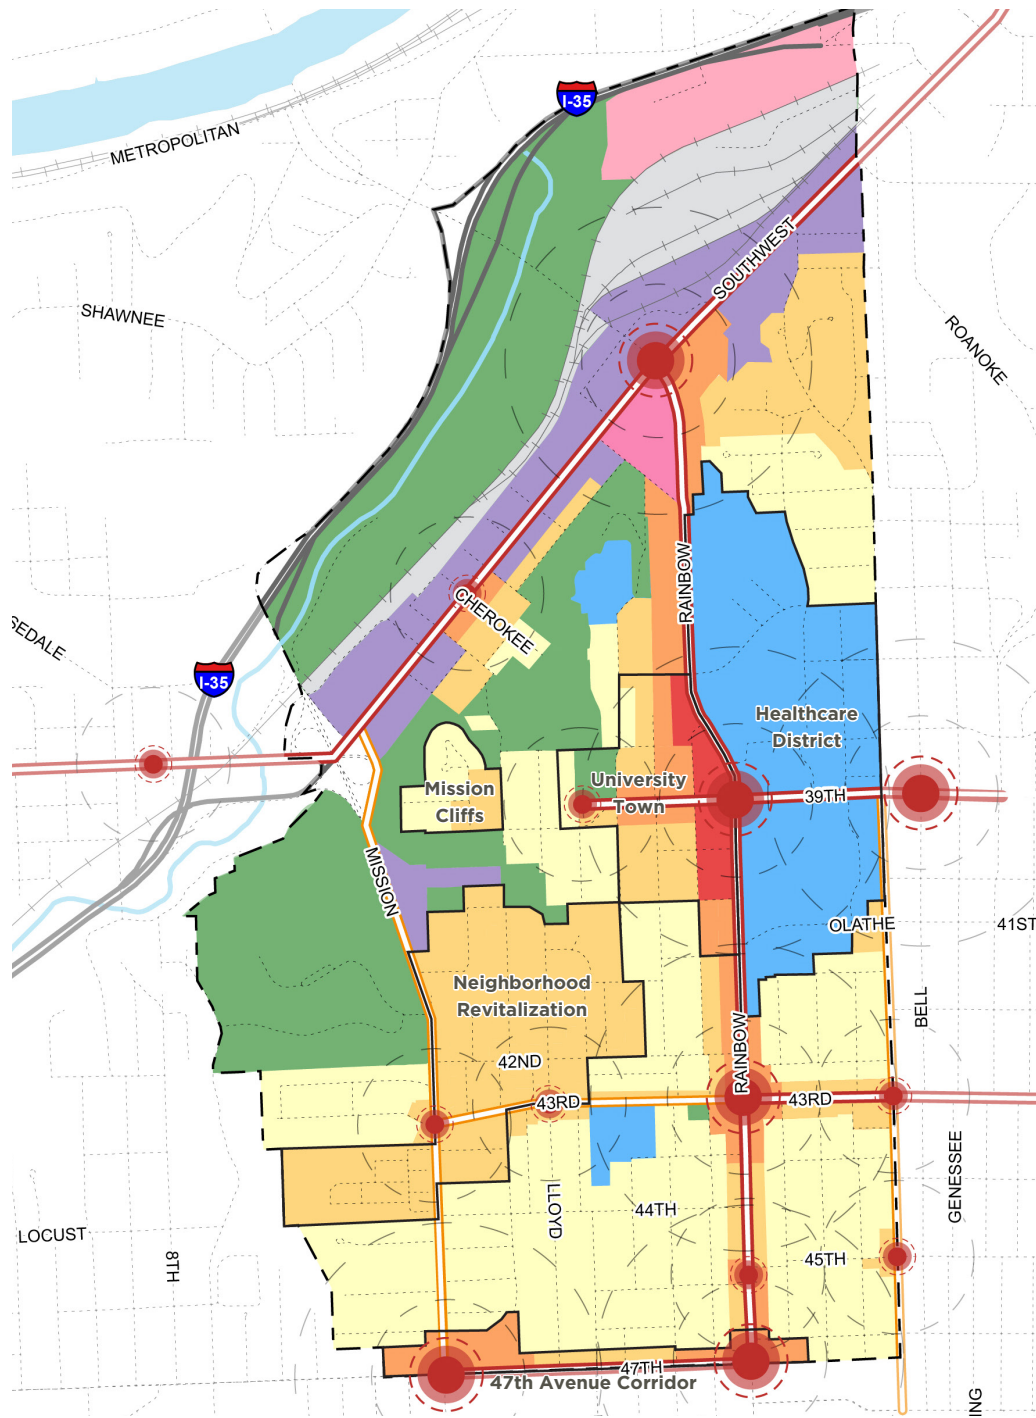 I-35
METROPOLITAN
SOUTHWEST
SHAWNEE
ROANOKE
RAINBOW
CHEROKEE
SEDALE
I-35
Healthcare
District
University
Town
Mission
Cliffs
39TH
MISSION
OLATHE
41ST
Neighborhood
Revitalization
BELL
RAINBOW
42ND
43RD
43RD
GENESSEE
LLOYD
44TH
LOCUST
8TH
45TH
47TH
47th Avenue Corridor
ING